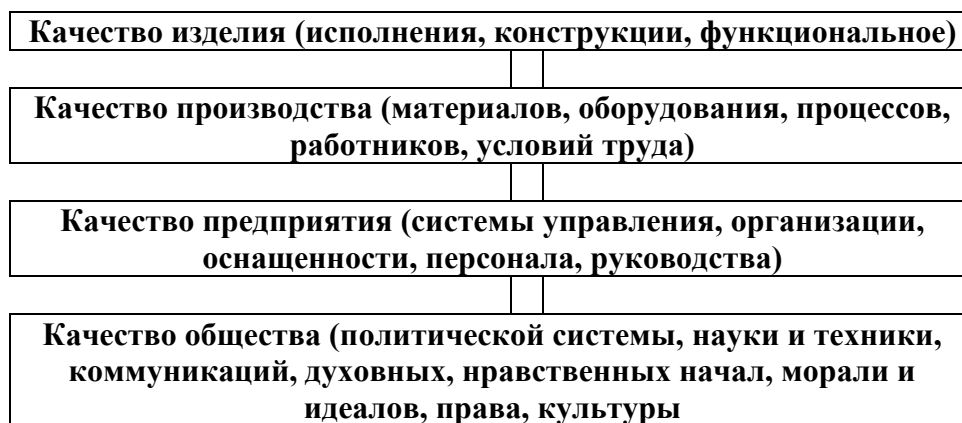 Качество изделия (исполнения, конструкции, функциональное)
Качество производства (материалов, оборудования, процессов,
работников, условий труда)
Качество предприятия (системы управления, организации,
оснащенности, персонала, руководства)
Качество общества (политической системы, науки и техники,
коммуникаций, духовных, нравственных начал, морали и
идеалов, права, культуры